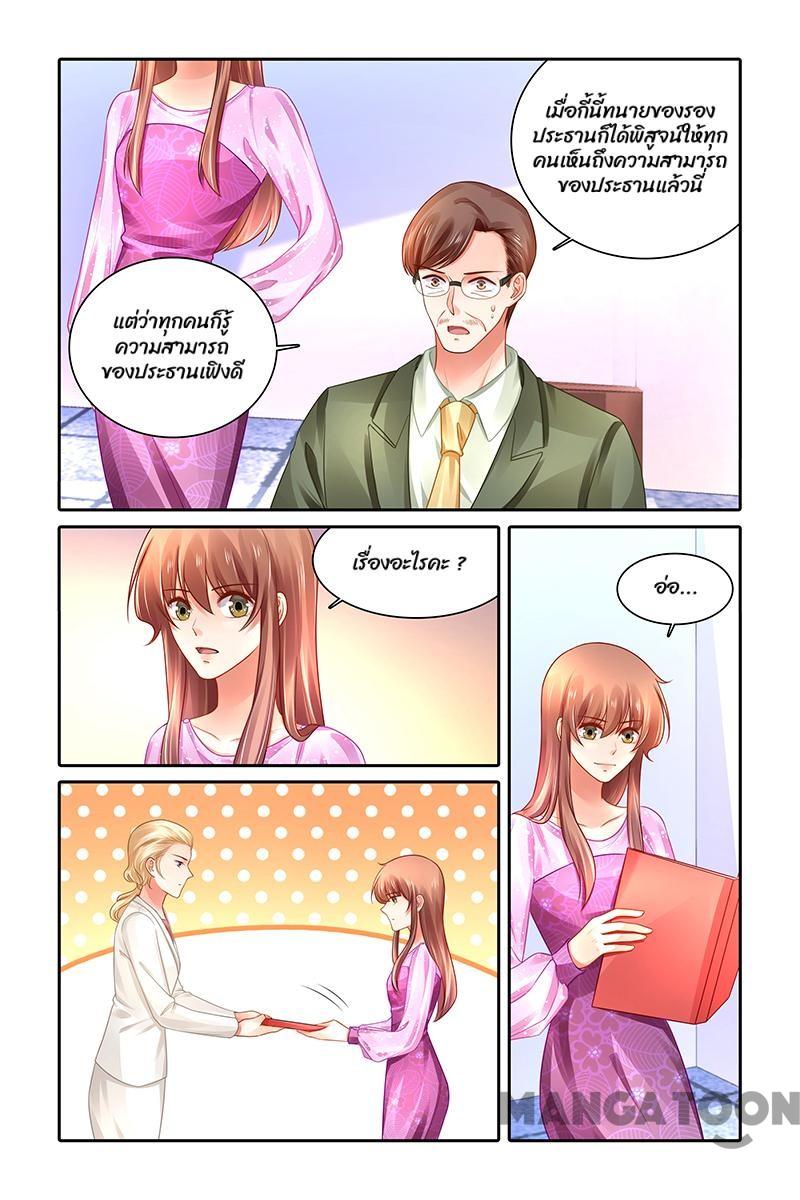 เมื่อกี้นี้ทนายของรอง
ประธานก็ได้พิสูจน์ให้ทุก
คนเห็นถึงความสามารถ
ของประธานแล้วนี่
แต่ว่าทุกคนก็รู้
ความสามารถ
ของประธานเฟิงดี
เรื่องอะไรคะ ?
อ่อ...
MANGATOON